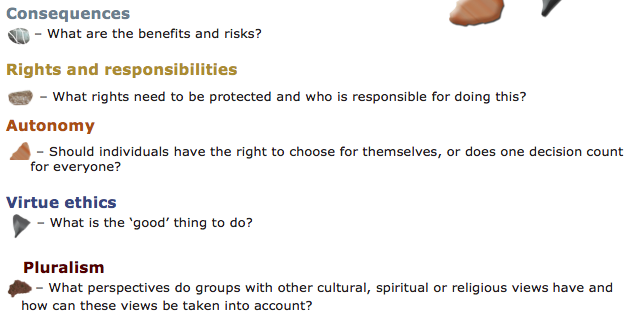 Consequences
– What are the benefits and risks?
Rights and responsibilities
– What rights need to be protected and who is responsible for doing this?
Autonomy
– Should individuals have the right to choose for themselves, or does one decision count
for everyone?
Virtue ethics
– What is the ‘good’ thing to do?
Pluralism
– What perspectives do groups with other cultural, spiritual or religious views have and
how can these views be taken into account?